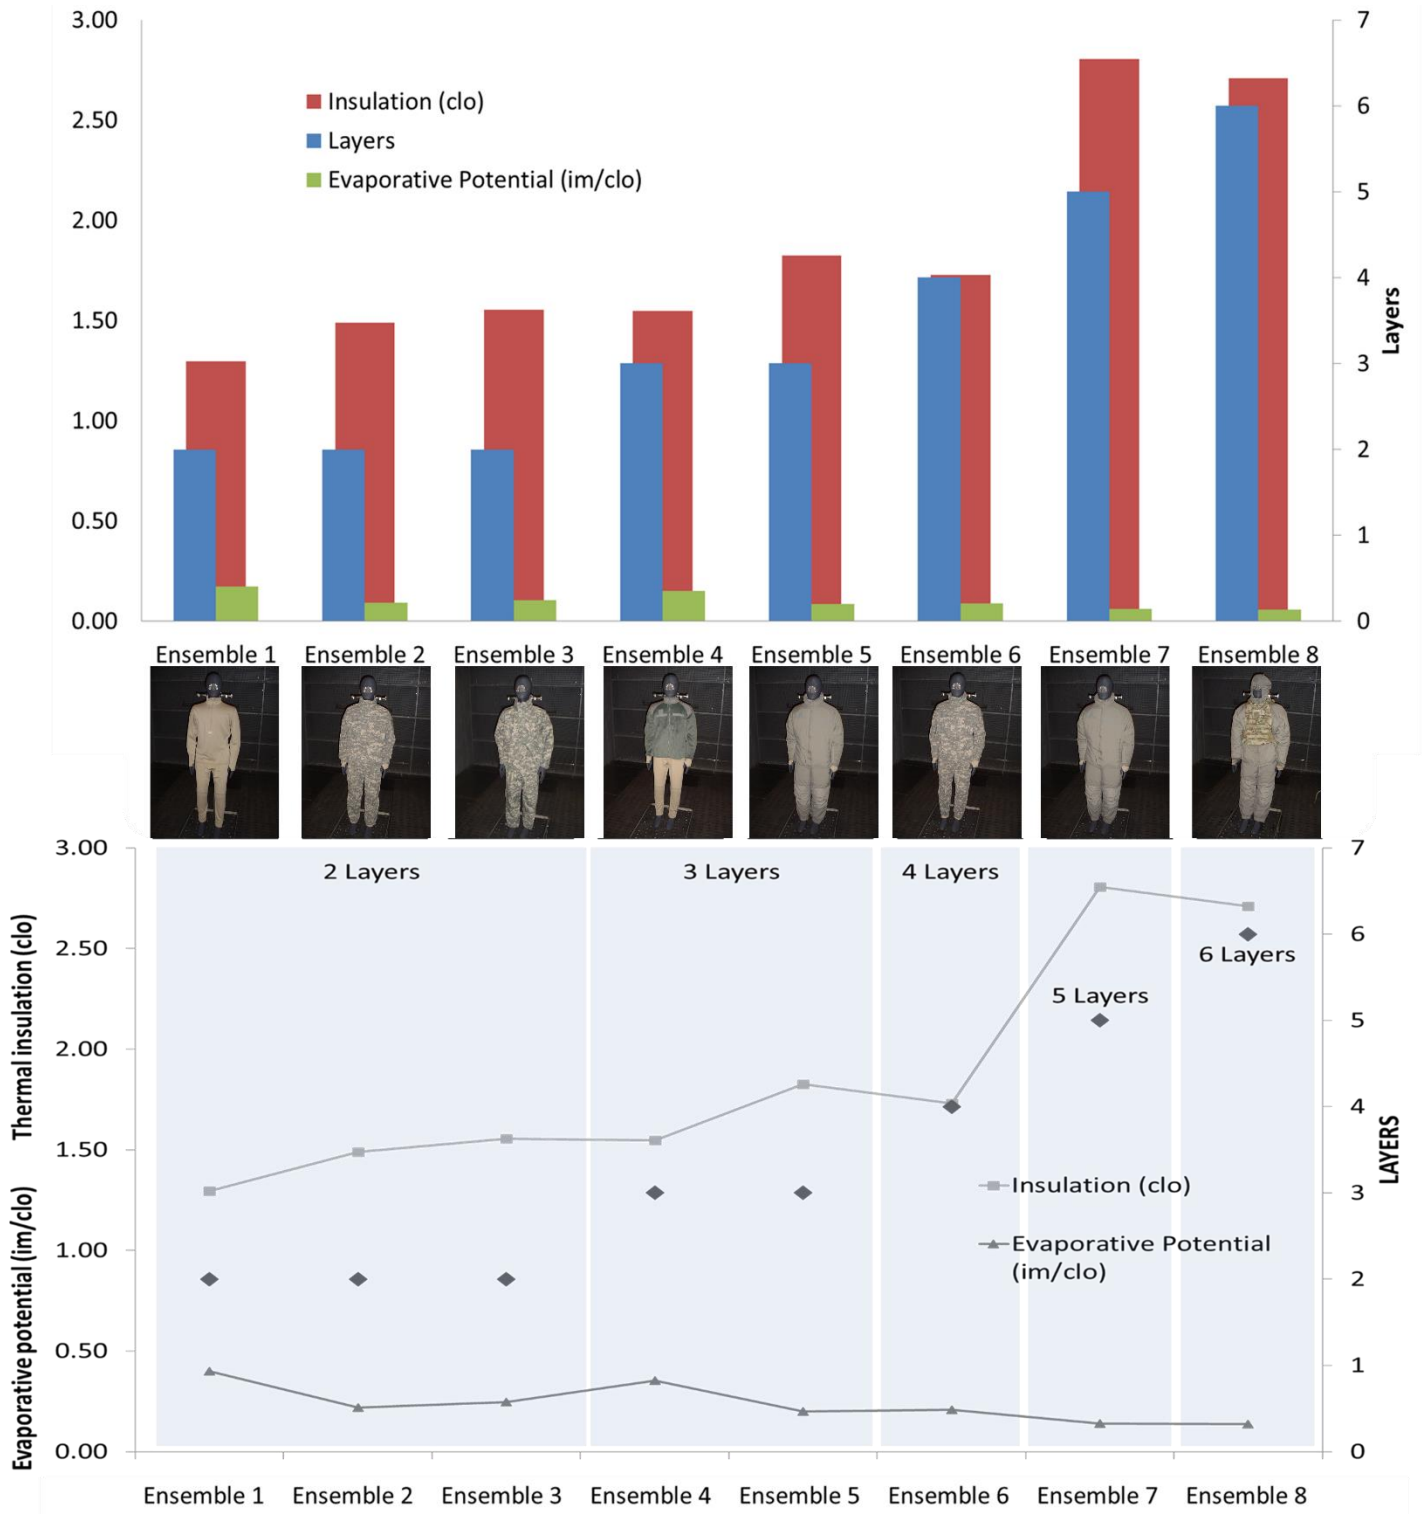 3.00
2.50
2.00
1.50
1.00
0.50
0.00
Insulation (clo)
Layers
Evaporative Potential (im/clo)
7
6
5
4
3
2
1
0
Layers
Ensemble 1 Ensemble 2 Ensemble 3 Ensemble 4 Ensemble 5 Ensemble 6 Ensemble 7 Ensemble 8
Thermal insulation (clo)
Evaporative potential (im/clo)
3.00
2.50
2.00
1.50
1.00
0.50
0.00
2 Layers
3 Layers
4 Layers
5 Layers
6 Layers
Insulation (clo)
Evaporative Potential
(im/clo)
7
6
5
4
3
2
1
0
LAYERS
Ensemble 1 Ensemble 2 Ensemble 3 Ensemble 4 Ensemble 5 Ensemble 6 Ensemble 7 Ensemble 8